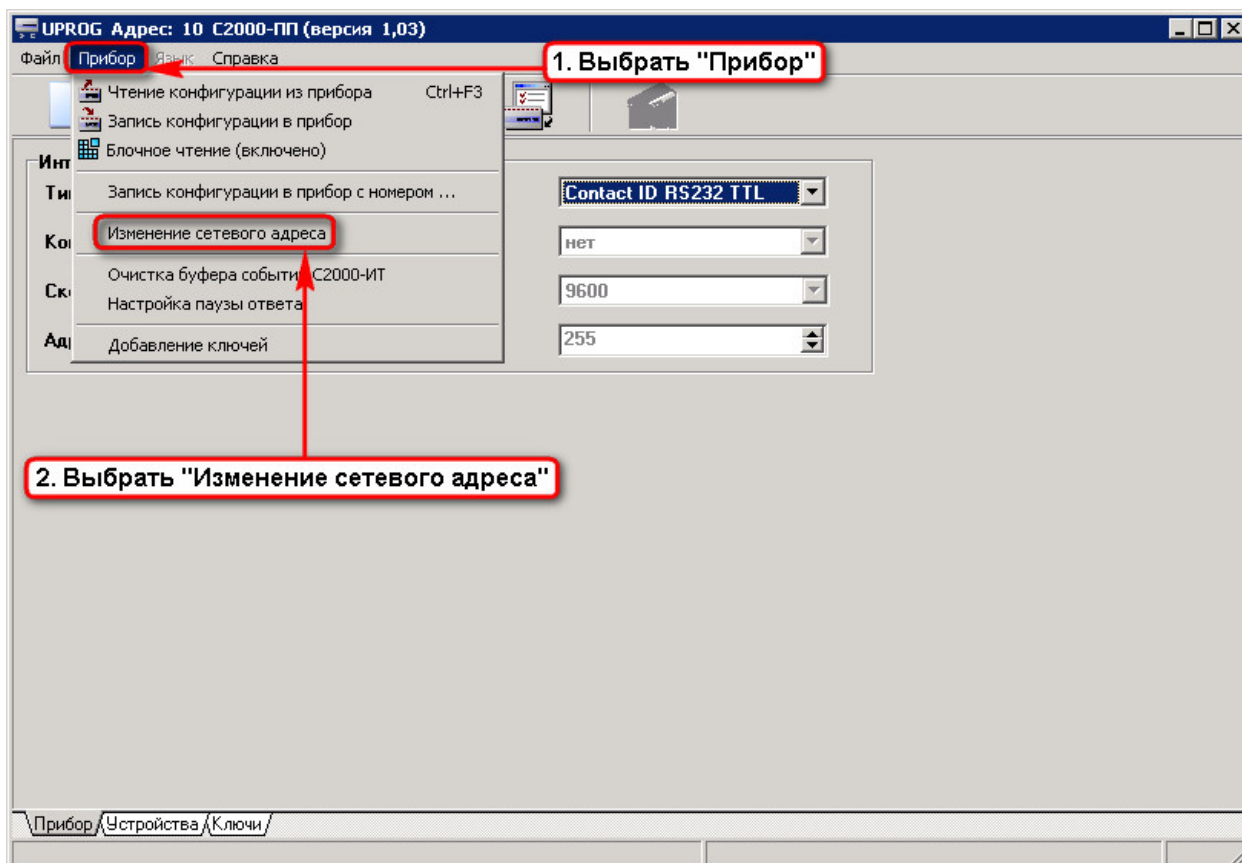 UPROG Адрес: 10 С2000-ПП (версия 1,03)
Файл Прибор Язык Справка
1. Выбрать "Прибор"
Чтение конфигурации из прибора Ctrl+F3
Запись конфигурации в прибор
Блочное чтение (включено)
Запись конфигурации в прибор с номером ...
Изменение сетевого адреса
Очистка буфера событий С2000-ИТ
Настройка паузы ответа
Добавление ключей
Contact ID RS232 TTL
нет
9600
255
2. Выбрать "Изменение сетевого адреса"
Прибор Устройства Ключи